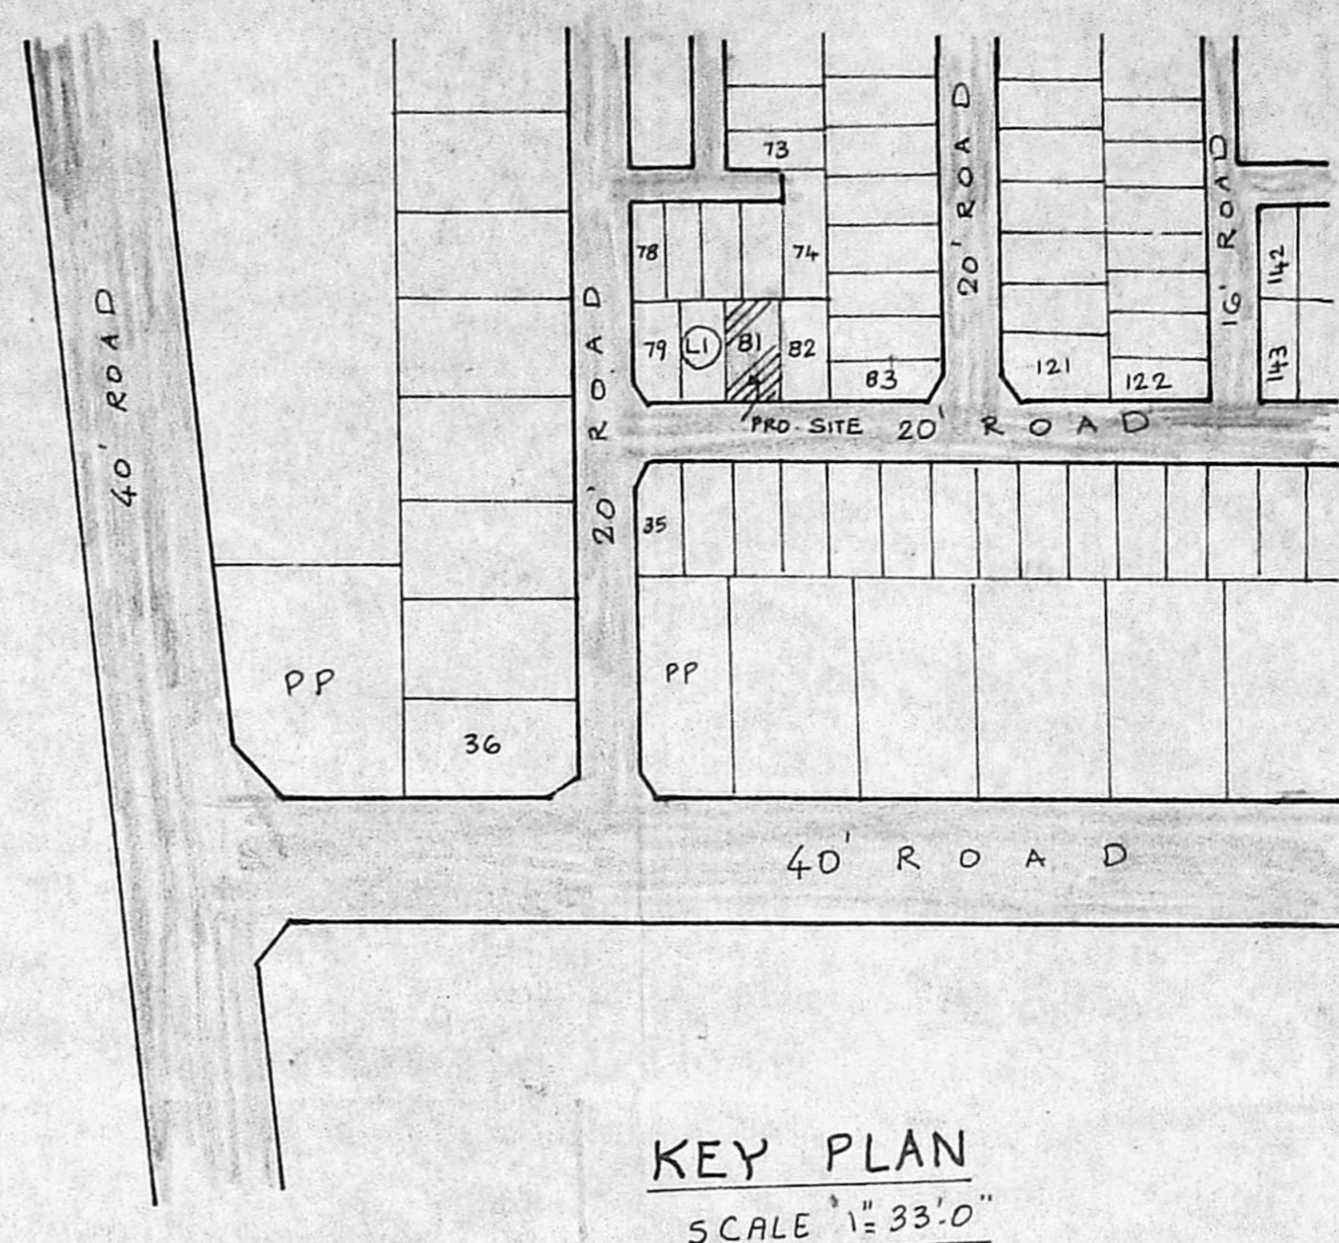 73
20' ROAD
16' ROAD
78
74
142
79
L1
81
82
83
121
122
143
40' ROAD
20' ROAD
PRO. SITE
20' ROAD
35
PP
PP
36
40' ROAD
KEY PLAN
SCALE 1"= 33'.0"